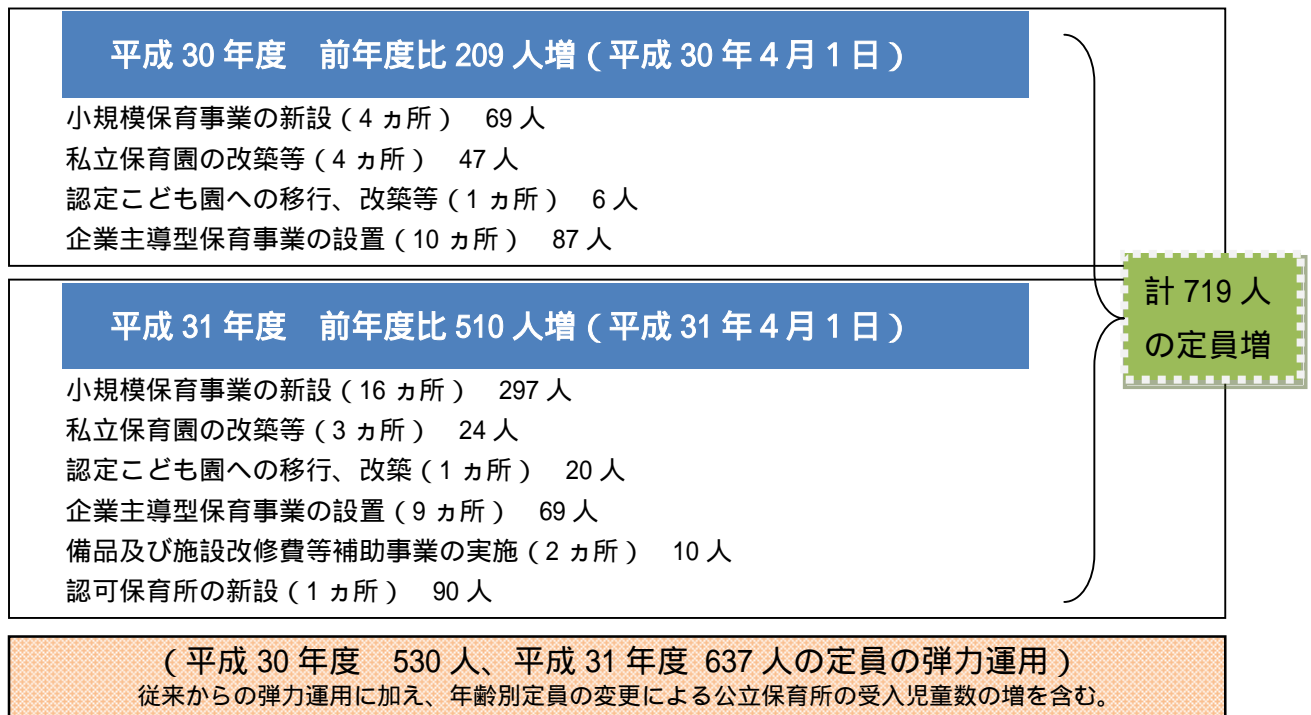 平成 30 年度　前年度比 209 人増（平成 30 年４月１日）
小規模保育事業の新設（4 ヵ所）　69 人
私立保育園の改築等（4 ヵ所）　47 人
認定こども園への移行、改築等（1 ヵ所）　6 人
企業主導型保育事業の設置（10 ヵ所）　87 人
平成 31 年度　前年度比 510 人増（平成 31 年４月１日）
小規模保育事業の新設（16 ヵ所）　297 人
私立保育園の改築等（3 ヵ所）　24 人
認定こども園への移行、改築（1 ヵ所）　20 人
企業主導型保育事業の設置（9 ヵ所）　69 人
備品及び施設改修費等補助事業の実施（2 ヵ所）　10 人
認可保育所の新設（1 ヵ所）　90 人
計 719 人
の定員増
（平成 30 年度　530 人、平成 31 年度 637 人の定員の弾力運用）
従来からの弾力運用に加え、年齢別定員の変更による公立保育所の受入児童数の増を含む。